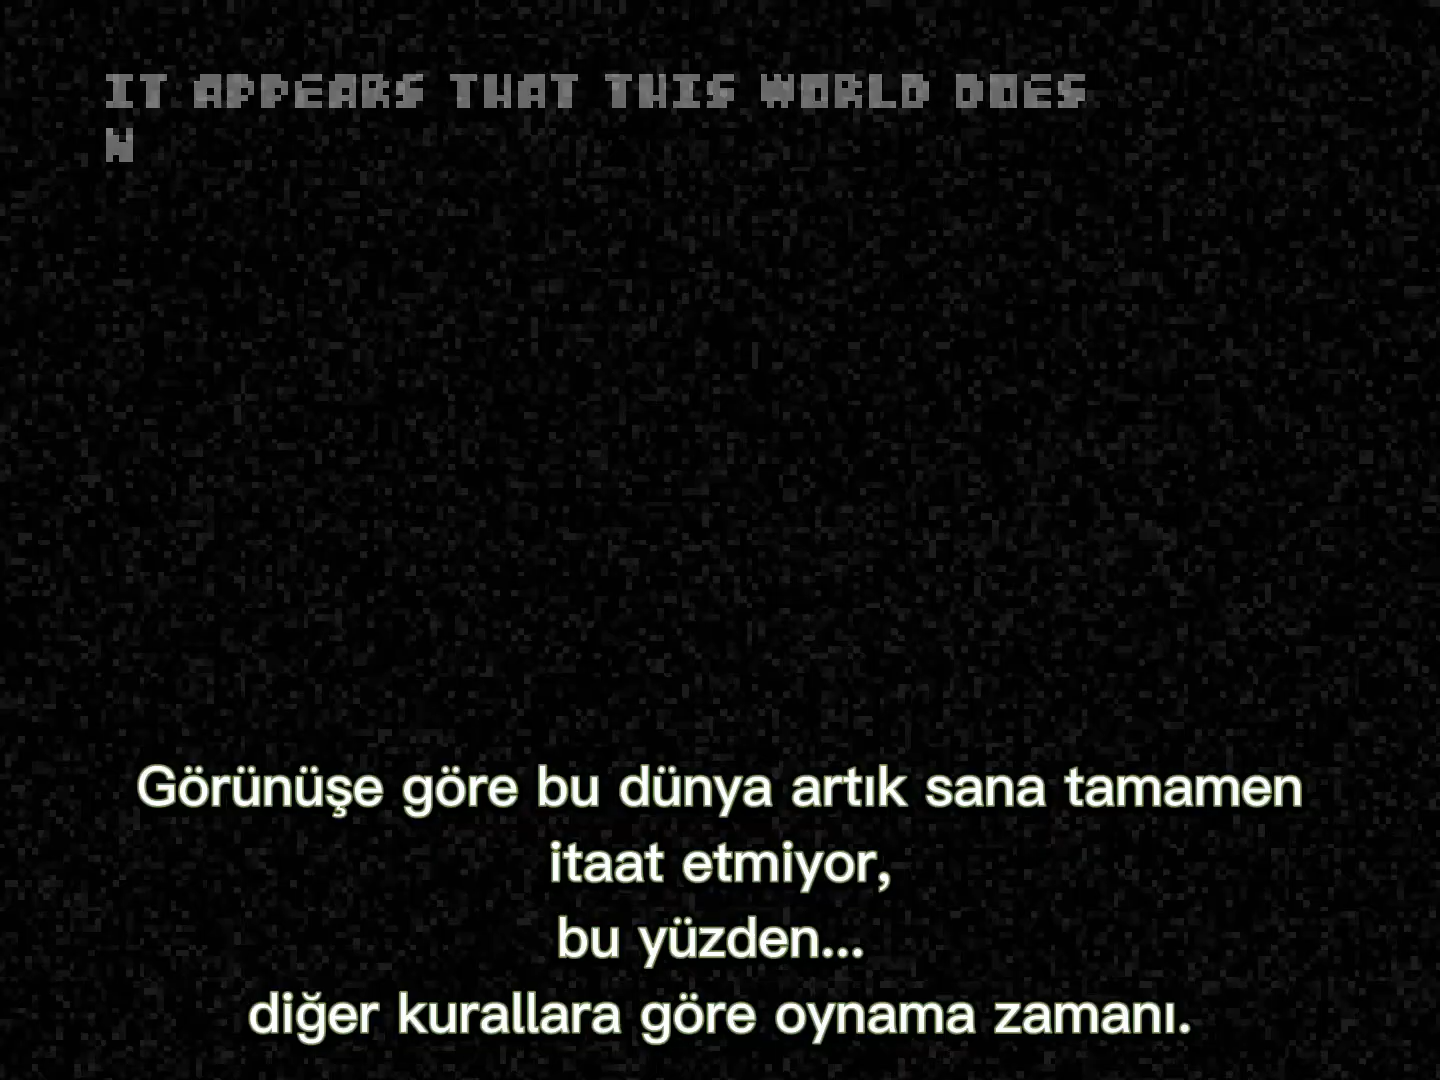 IT APPEARS THAT THIS WORLD DOES
N
Görünüşe göre bu dünya artık sana tamamen
itaat etmiyor,
bu yüzden...
diğer kurallara göre oynama zamanı.